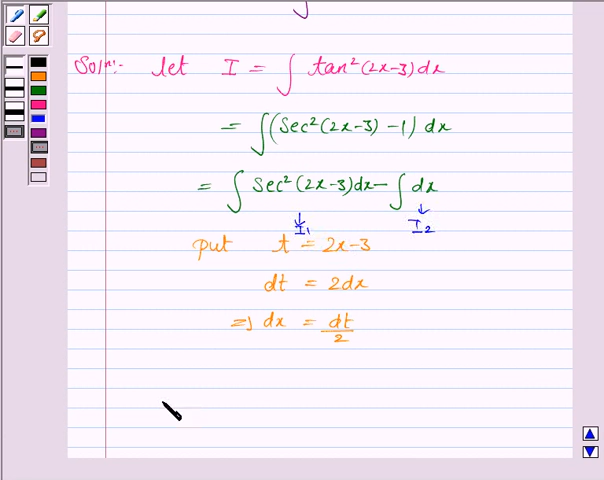 Soln:- let I = ∫ tan²(2x-3)dx
= ∫(Sec²(2x-3) -1) dx
= ∫ Sec²(2x-3)dx - ∫ dx
↓ I₁ ↓ I₂
put t = 2x-3
dt = 2dx
⇒ dx = dt/2